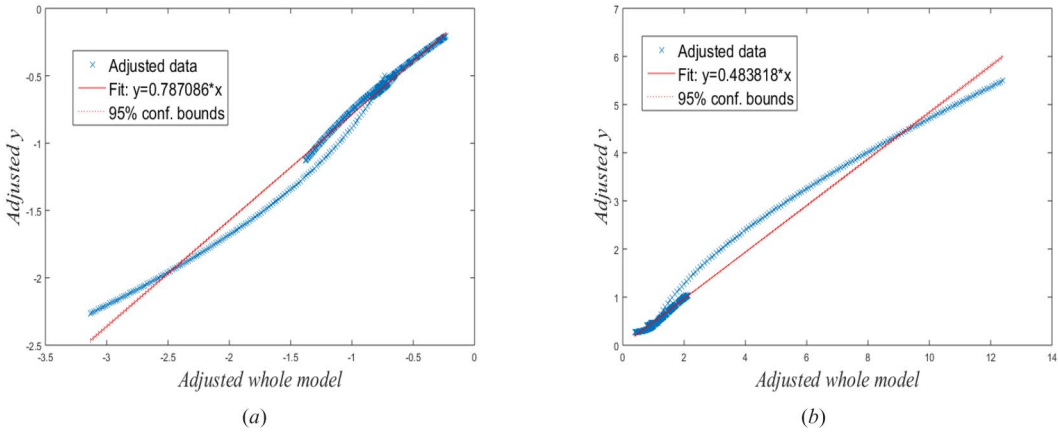 0
-0.5
-1
-1.5
-2
-2.5
Adjusted y
× Adjusted data
Fit: y=0.787086*x
95% conf. bounds
-3.5 -3 -2.5 -2 -1.5 -1 -0.5 0
Adjusted whole model
(a)
7
6
5
4
3
2
1
0
Adjusted y
× Adjusted data
Fit: y=0.483818*x
95% conf. bounds
0 2 4 6 8 10 12 14
Adjusted whole model
(b)